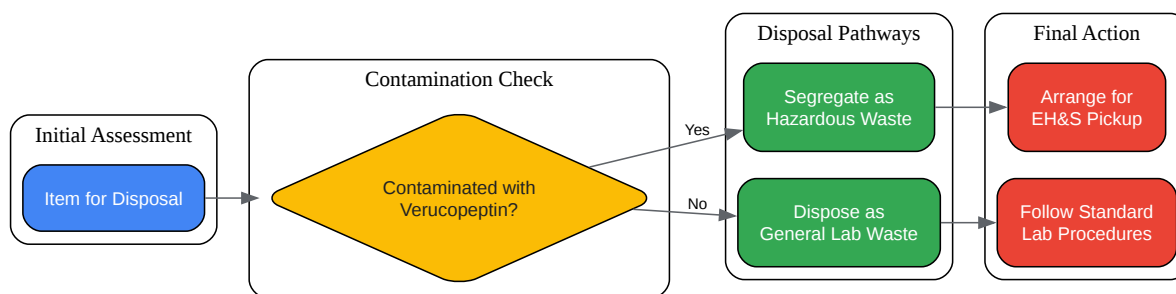 Initial Assessment
Item for Disposal
Contamination Check
Contaminated with
Verucopeptin?
Yes
No
Disposal Pathways
Segregate as
Hazardous Waste
Dispose as
General Lab Waste
Final Action
Arrange for
EH&S Pickup
Follow Standard
Lab Procedures